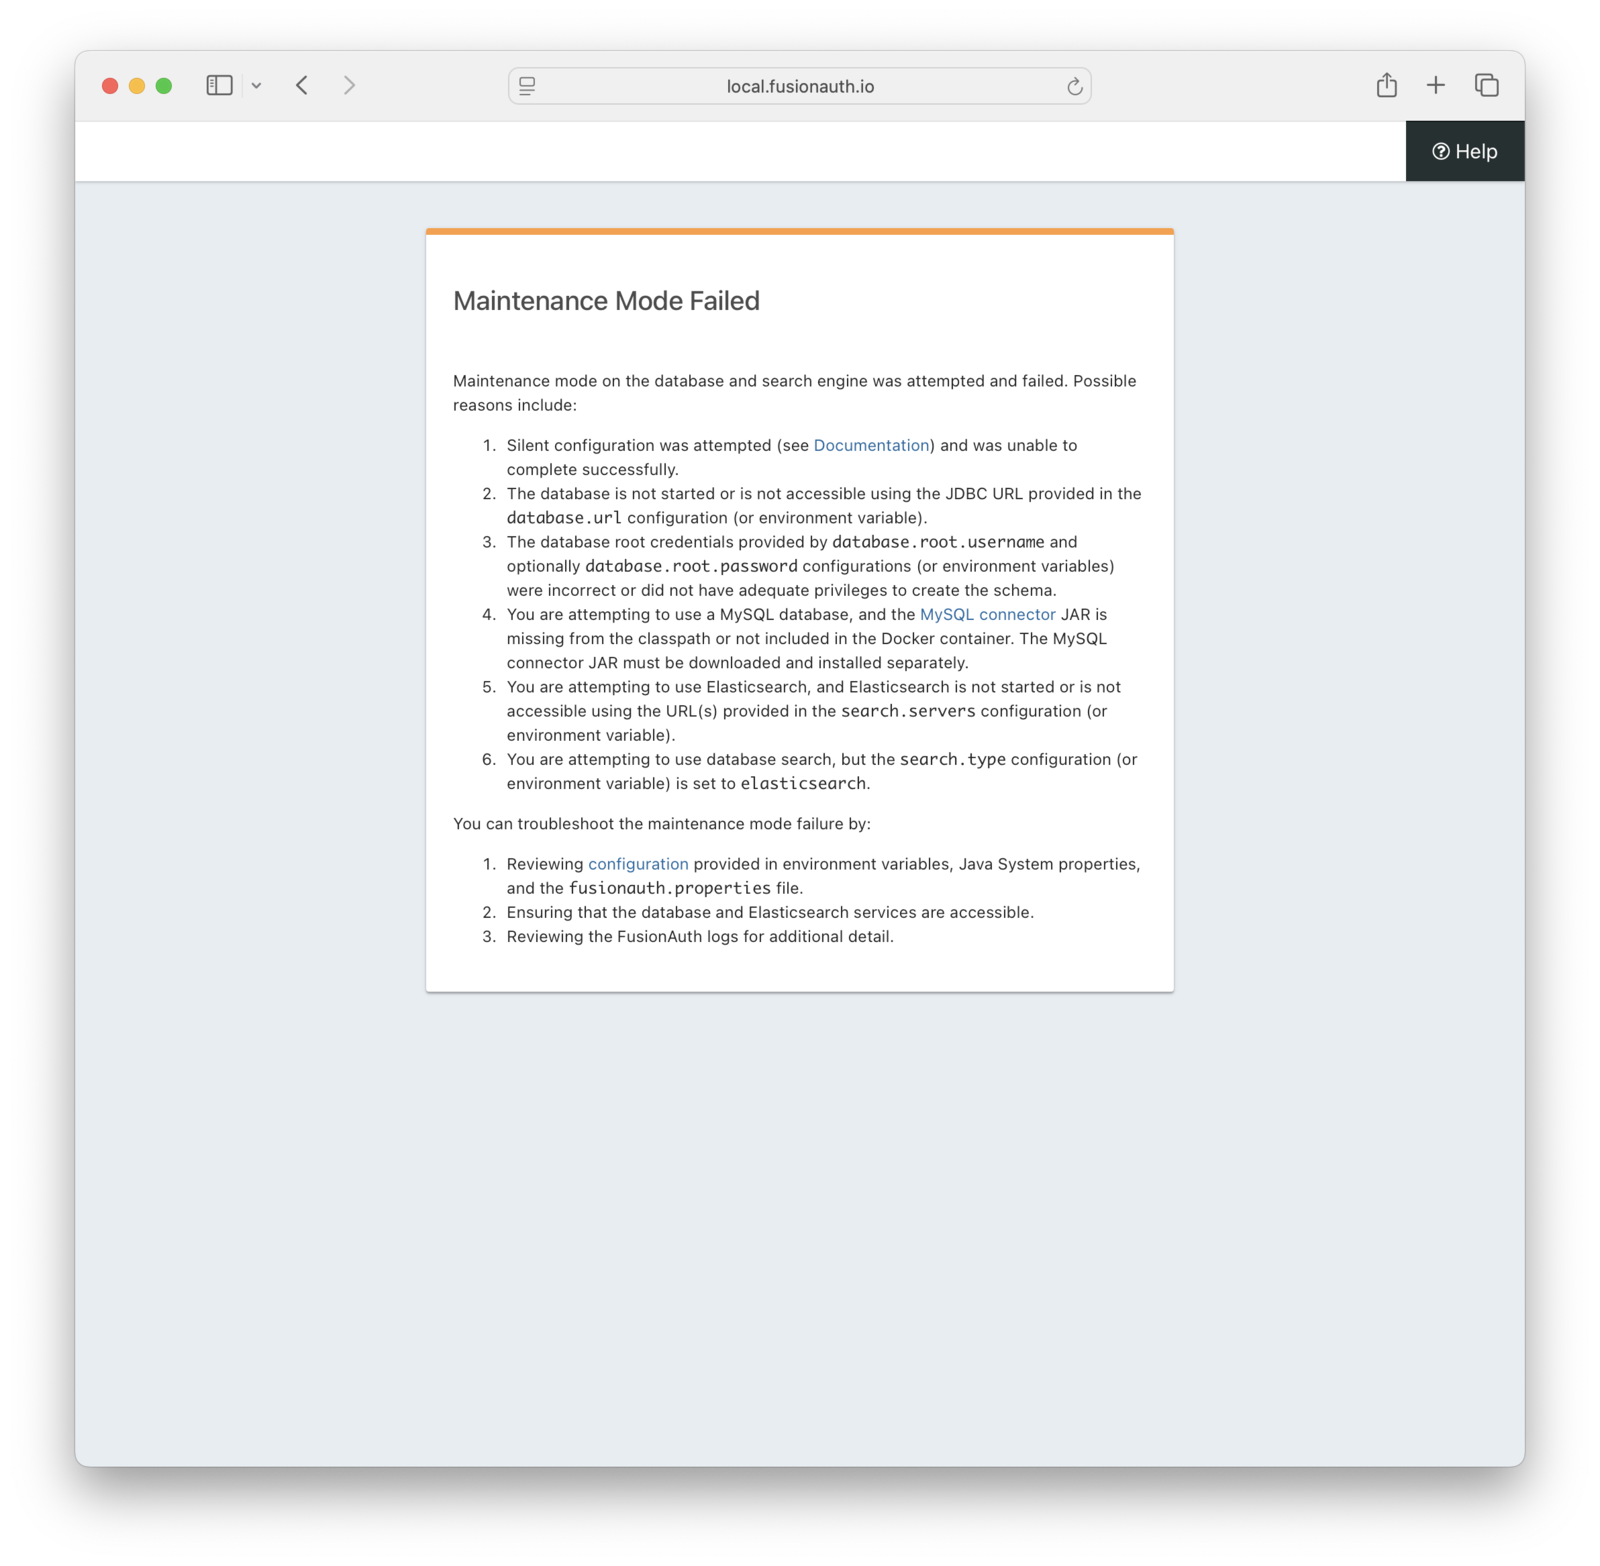 local.fusionauth.io
Help
Maintenance Mode Failed
Maintenance mode on the database and search engine was attempted and failed. Possible
reasons include:
1. Silent configuration was attempted (see Documentation) and was unable to
complete successfully.
2. The database is not started or is not accessible using the JDBC URL provided in the
database.url configuration (or environment variable).
3. The database root credentials provided by database.root.username and
optionally database.root.password configurations (or environment variables)
were incorrect or did not have adequate privileges to create the schema.
4. You are attempting to use a MySQL database, and the MySQL connector JAR is
missing from the classpath or not included in the Docker container. The MySQL
connector JAR must be downloaded and installed separately.
5. You are attempting to use Elasticsearch, and Elasticsearch is not started or is not
accessible using the URL(s) provided in the search.servers configuration (or
environment variable).
6. You are attempting to use database search, but the search.type configuration (or
environment variable) is set to elasticsearch.
You can troubleshoot the maintenance mode failure by:
1. Reviewing configuration provided in environment variables, Java System properties,
and the fusionauth.properties file.
2. Ensuring that the database and Elasticsearch services are accessible.
3. Reviewing the FusionAuth logs for additional detail.